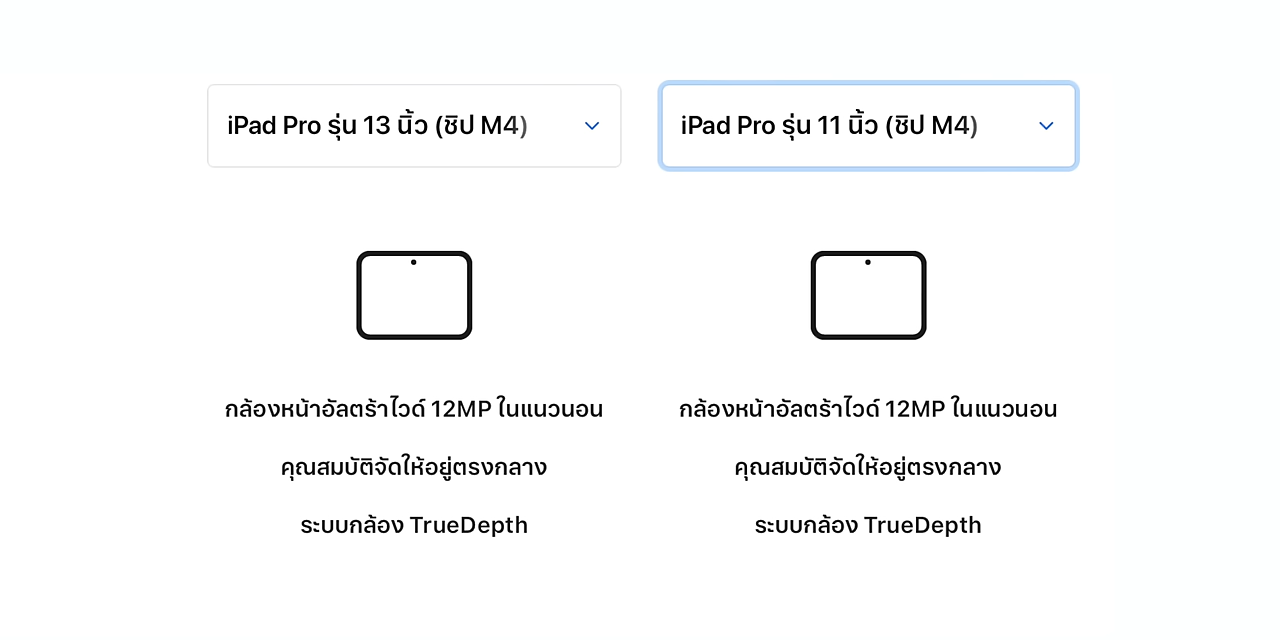 iPad Pro รุ่น 13 นิ้ว (ชิป M4)
iPad Pro รุ่น 11 นิ้ว (ชิป M4)
กล้องหน้าอัลตร้าไวด์ 12MP ในแนวนอน
คุณสมบัติจัดให้อยู่ตรงกลาง
ระบบกล้อง TrueDepth
กล้องหน้าอัลตร้าไวด์ 12MP ในแนวนอน
คุณสมบัติจัดให้อยู่ตรงกลาง
ระบบกล้อง TrueDepth